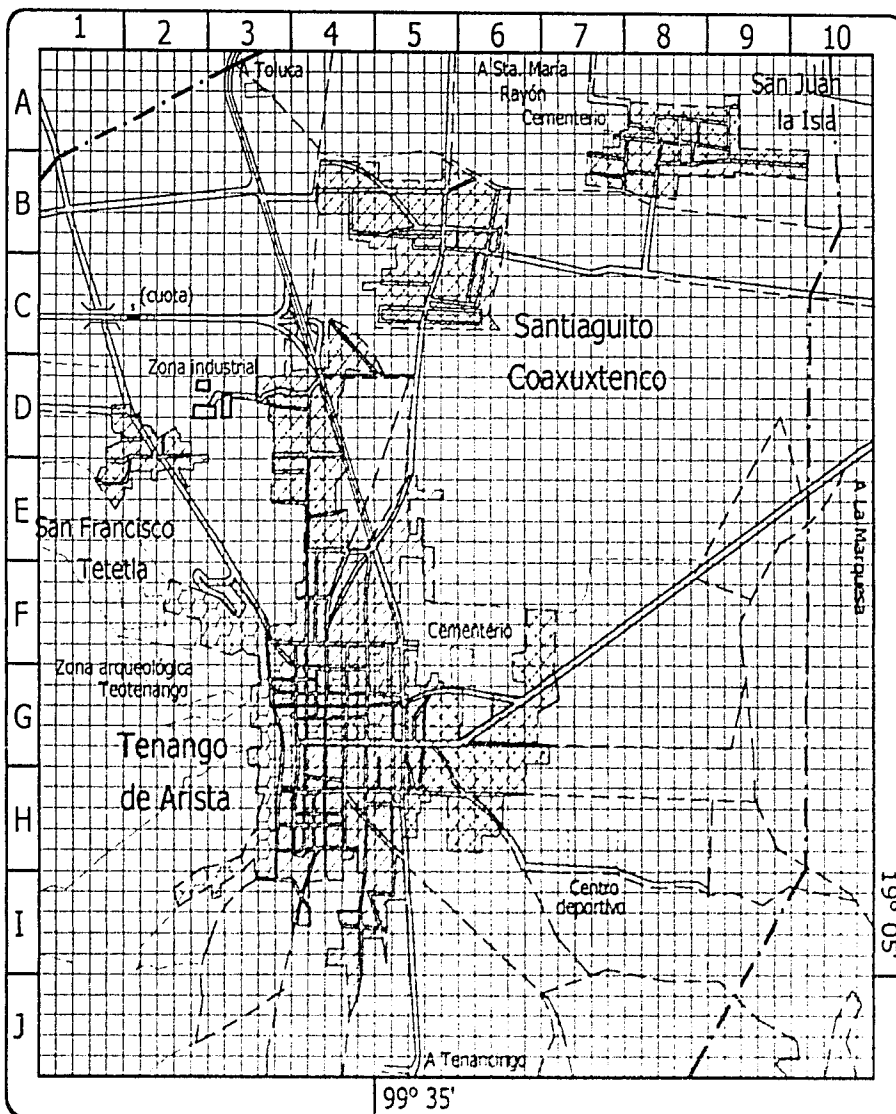 1 2 3 4 5 6 7 8 9 10
A
B
C
D
E
F
G
H
I
J
A Toluca
A Sta. María
Rayón
Cementerio
San Juan
la Isla
(cuota)
Santiaguito
Coaxuxtenco
Zona industrial
San Francisco
Tetetla
A La Marquesa
Cementerio
Zona arqueológica
Teotenango
Tenango
de Arista
Centro
deportivo
19° 05'
A Tenancingo
99° 35'